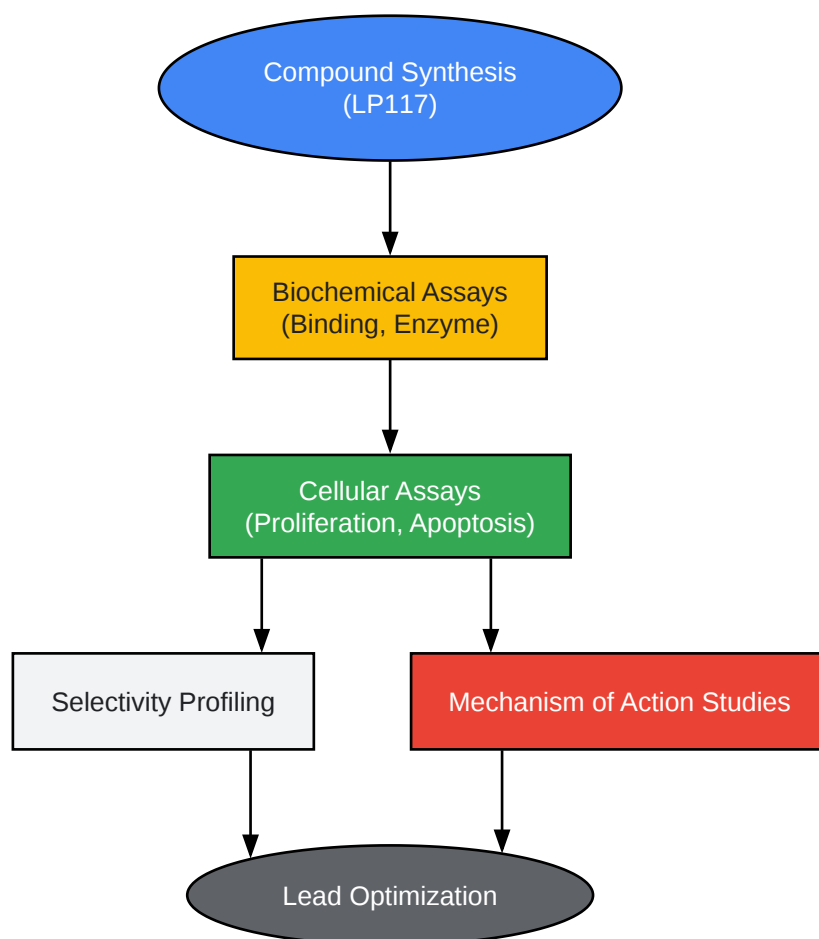 Compound Synthesis
(LP117)
Biochemical Assays
(Binding, Enzyme)
Cellular Assays
(Proliferation, Apoptosis)
Selectivity Profiling
Mechanism of Action Studies
Lead Optimization